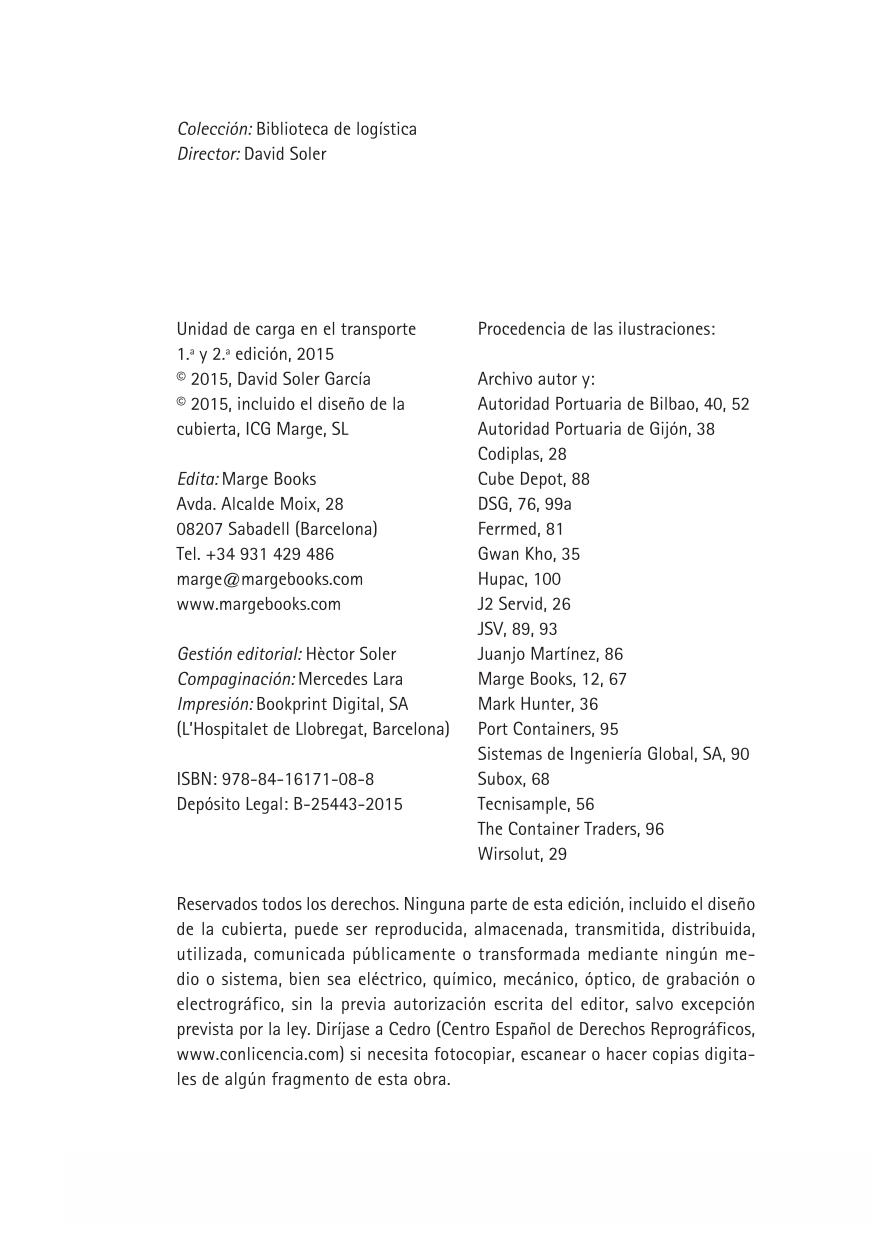 Colección: Biblioteca de logística
Director: David Soler
Unidad de carga en el transporte
1.ª y 2.ª edición, 2015
© 2015, David Soler García
© 2015, incluido el diseño de la
cubierta, ICG Marge, SL
Edita: Marge Books
Avda. Alcalde Moix, 28
08207 Sabadell (Barcelona)
Tel. +34 931 429 486
marge@margebooks.com
www.margebooks.com
Gestión editorial: Hèctor Soler
Compaginación: Mercedes Lara
Impresión: Bookprint Digital, SA
(L'Hospitalet de Llobregat, Barcelona)
ISBN: 978-84-16171-08-8
Depósito Legal: B-25443-2015
Procedencia de las ilustraciones:
Archivo autor y:
Autoridad Portuaria de Bilbao, 40, 52
Autoridad Portuaria de Gijón, 38
Codiplas, 28
Cube Depot, 88
DSG, 76, 99a
Ferrmed, 81
Gwan Kho, 35
Hupac, 100
J2 Servid, 26
JSV, 89, 93
Juanjo Martínez, 86
Marge Books, 12, 67
Mark Hunter, 36
Port Containers, 95
Sistemas de Ingeniería Global, SA, 90
Subox, 68
Tecnisample, 56
The Container Traders, 96
Wirsolut, 29
Reservados todos los derechos. Ninguna parte de esta edición, incluido el diseño
de la cubierta, puede ser reproducida, almacenada, transmitida, distribuida,
utilizada, comunicada públicamente o transformada mediante ningún me-
dio o sistema, bien sea eléctrico, químico, mecánico, óptico, de grabación o
electrográfico, sin la previa autorización escrita del editor, salvo excepción
prevista por la ley. Diríjase a Cedro (Centro Español de Derechos Reprográficos,
www.conlicencia.com) si necesita fotocopiar, escanear o hacer copias digita-
les de algún fragmento de esta obra.